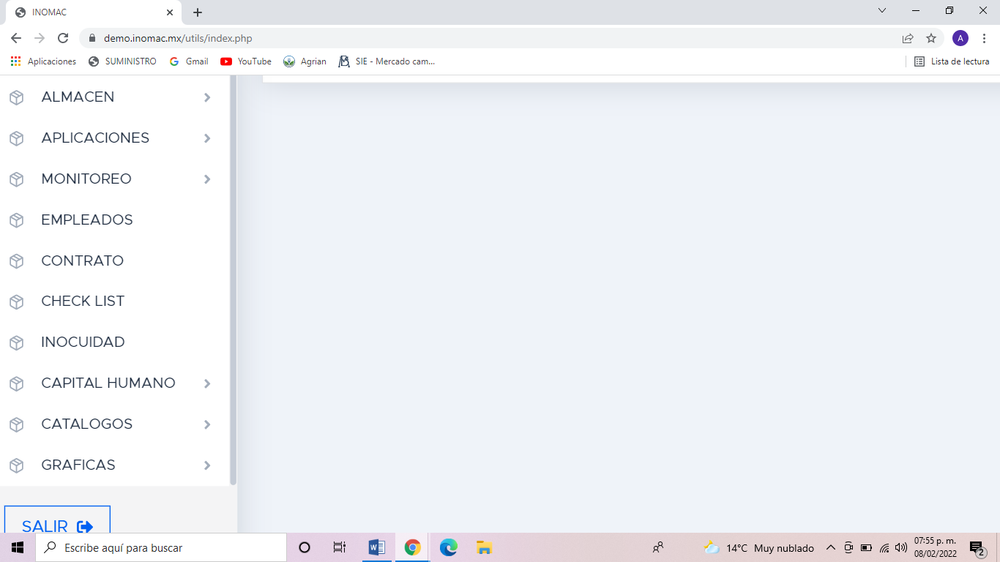 INOMAC
demo.inomac.mx/utils/index.php
A
Aplicaciones SUMINISTRO Gmail YouTube Agrian SIE - Mercado cam... Lista de lectura
ALMACEN
APLICACIONES
MONITOREO
EMPLEADOS
CONTRATO
CHECK LIST
INOCUIDAD
CAPITAL HUMANO
CATALOGOS
GRAFICAS
SALIR
Escribe aquí para buscar
14°C Muy nublado
07:55 p. m.
08/02/2022
2